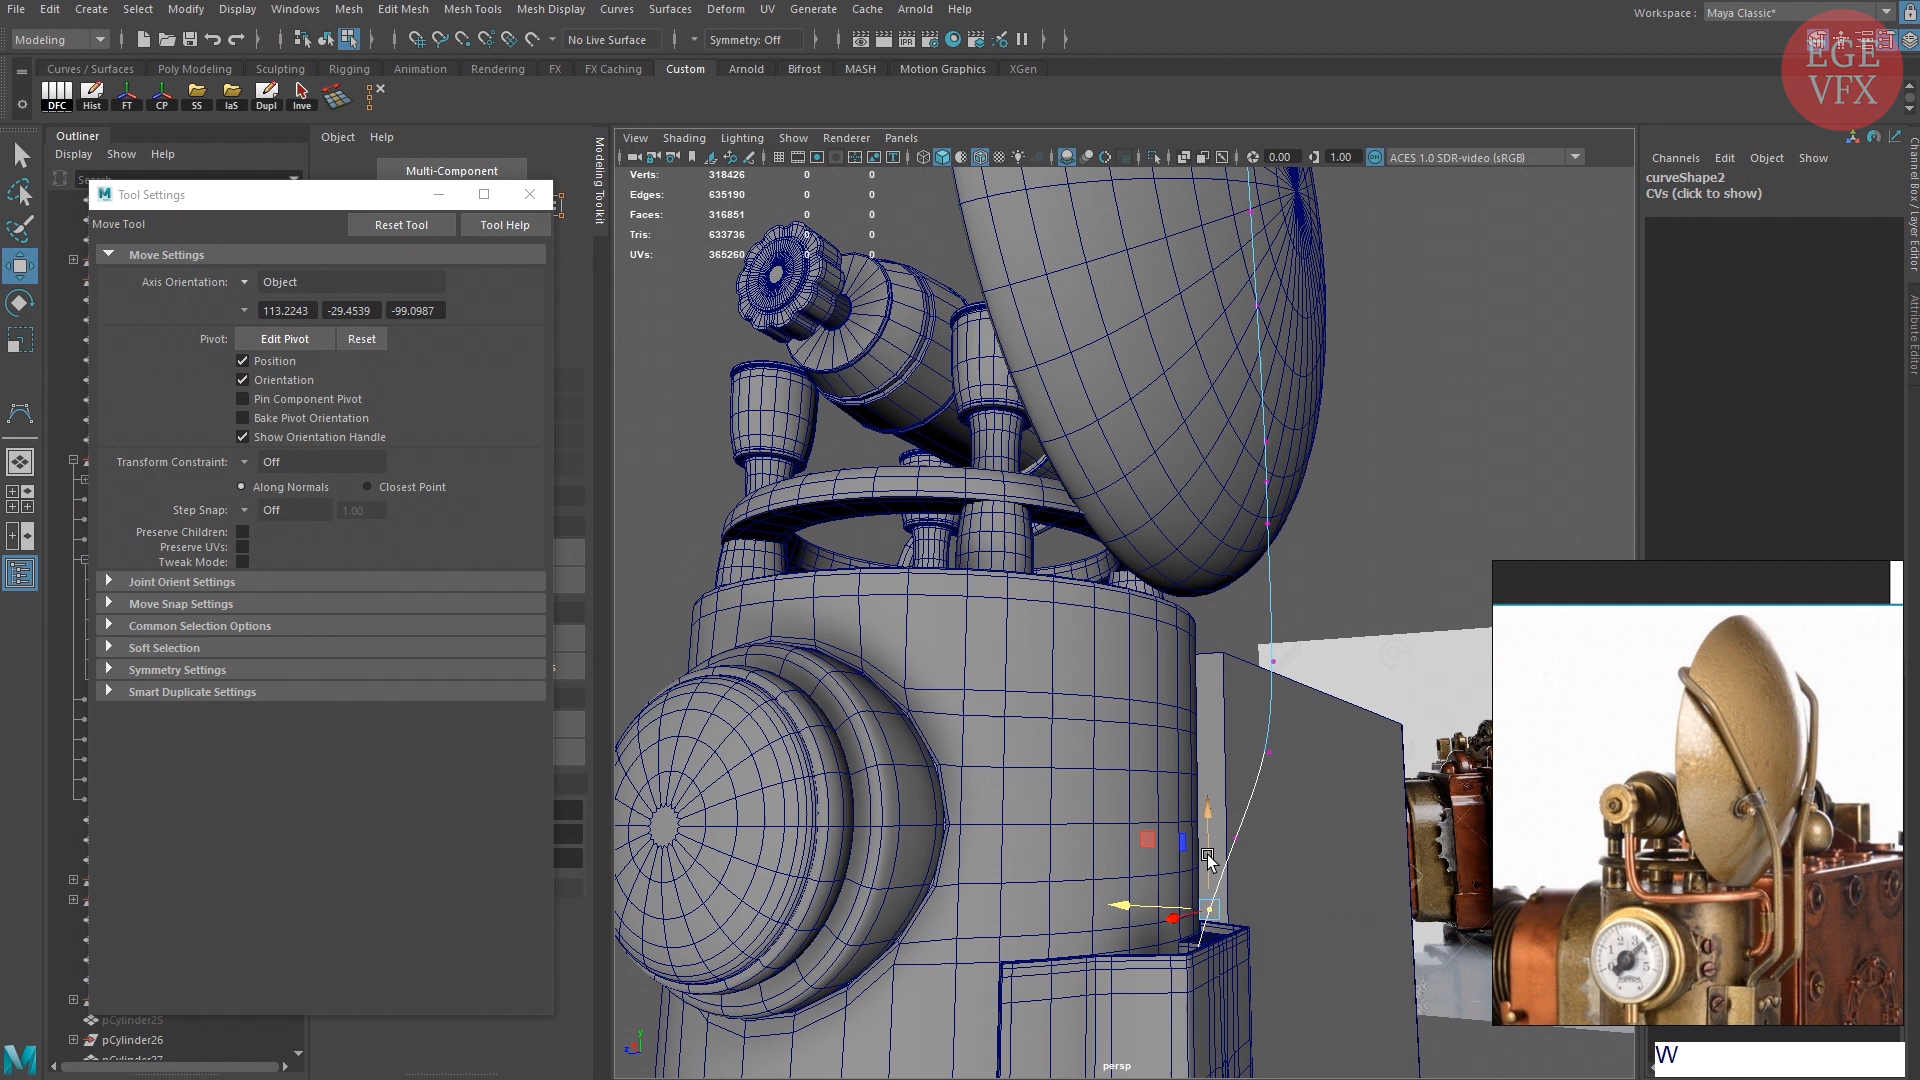 File Edit Create Select Modify Display Windows Mesh Edit Mesh Mesh Tools Mesh Display Curves Surfaces Deform UV Generate Cache Arnold Help
Workspace : Maya Classic*
Modeling No Live Surface Symmetry: Off
IPR
EGE
VFX
Curves / Surfaces Poly Modeling Sculpting Rigging Animation Rendering FX FX Caching Custom Arnold Bifrost MASH Motion Graphics XGen
DFC Hist FT CP SS IaS Dupl Inve
Outliner
Display Show Help
Object Help
Multi-Component
Modeling Toolkit
View Shading Lighting Show Renderer Panels
0.00 1.00 ON ACES 1.0 SDR-video (sRGB)
Verts: 318426 0 0
Edges: 635190 0 0
Faces: 316851 0 0
Tris: 633736 0 0
UVs: 365260 0 0
Channels Edit Object Show
curveShape2
CVs (click to show)
Channel Box / Layer Editor
Attribute Editor
Tool Settings
Move Tool Reset Tool Tool Help
Move Settings
Axis Orientation: Object
113.2243 -29.4539 -99.0987
Pivot: Edit Pivot Reset
Position
Orientation
Pin Component Pivot
Bake Pivot Orientation
Show Orientation Handle
Transform Constraint: Off
Along Normals Closest Point
Step Snap: Off 1.00
Preserve Children:
Preserve UVs:
Tweak Mode:
Joint Orient Settings
Move Snap Settings
Common Selection Options
Soft Selection
Symmetry Settings
Smart Duplicate Settings
pCylinder25
pCylinder26
pCylinder27
persp
y
z
W